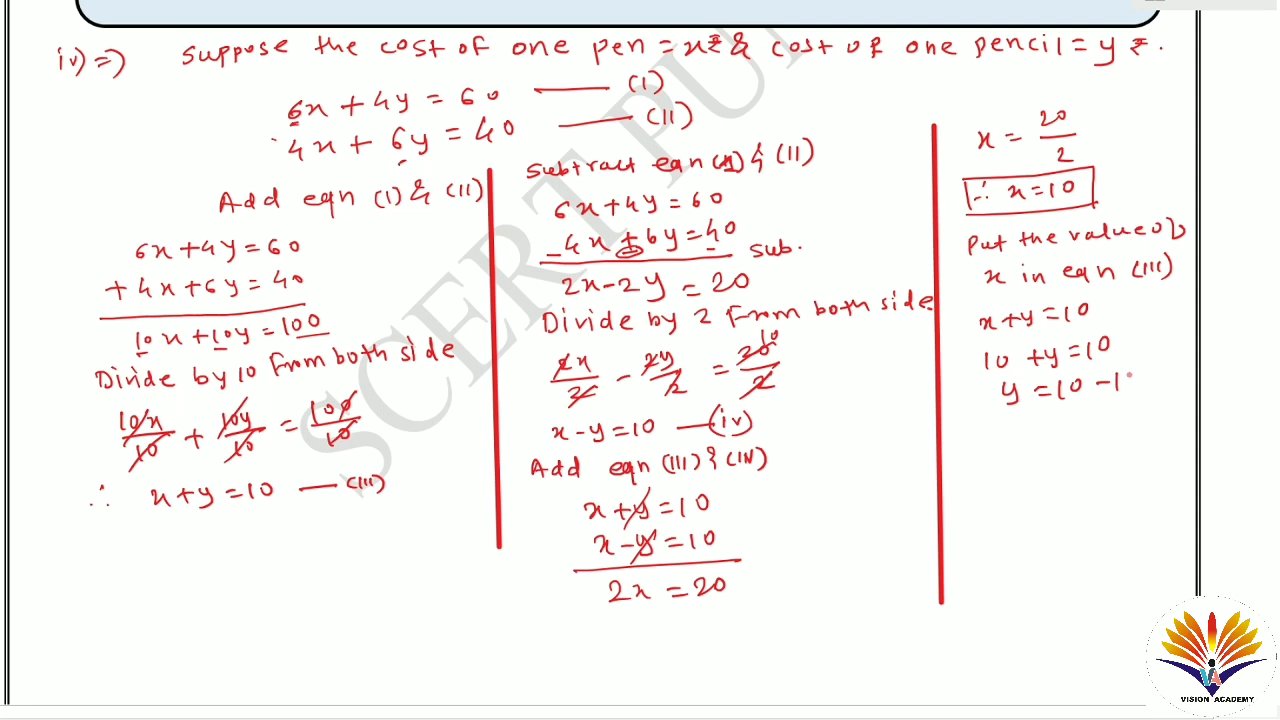 iv) => Suppose the cost of one pen = x₹ & cost of one pencil = y ₹.
6x + 4y = 60 —— (I)
4x + 6y = 40 —— (II)
Add eqn (I) & (II)
6x+4y = 60
+ 4x+6y = 40
10x+10y = 100
Divide by 10 From both side
10x/10 + 10y/10 = 100/10
∴ x+y = 10 —— (III)
Subtract eqn (I) & (II)
6x+4y = 60
- 4x + 6y = 40 sub.
2x-2y = 20
Divide by 2 From both side
2x/2 - 2y/2 = 20/2 10
x-y = 10 —(iv)
Add eqn (III) & (IV)
x+y = 10
x-y = 10
2x = 20
x = 20/2
∴ x = 10
Put the value of
x in eqn (III)
x+y = 10
10 +y = 10
y = 10 - 1
SCERT PU
VISION ACADEMY